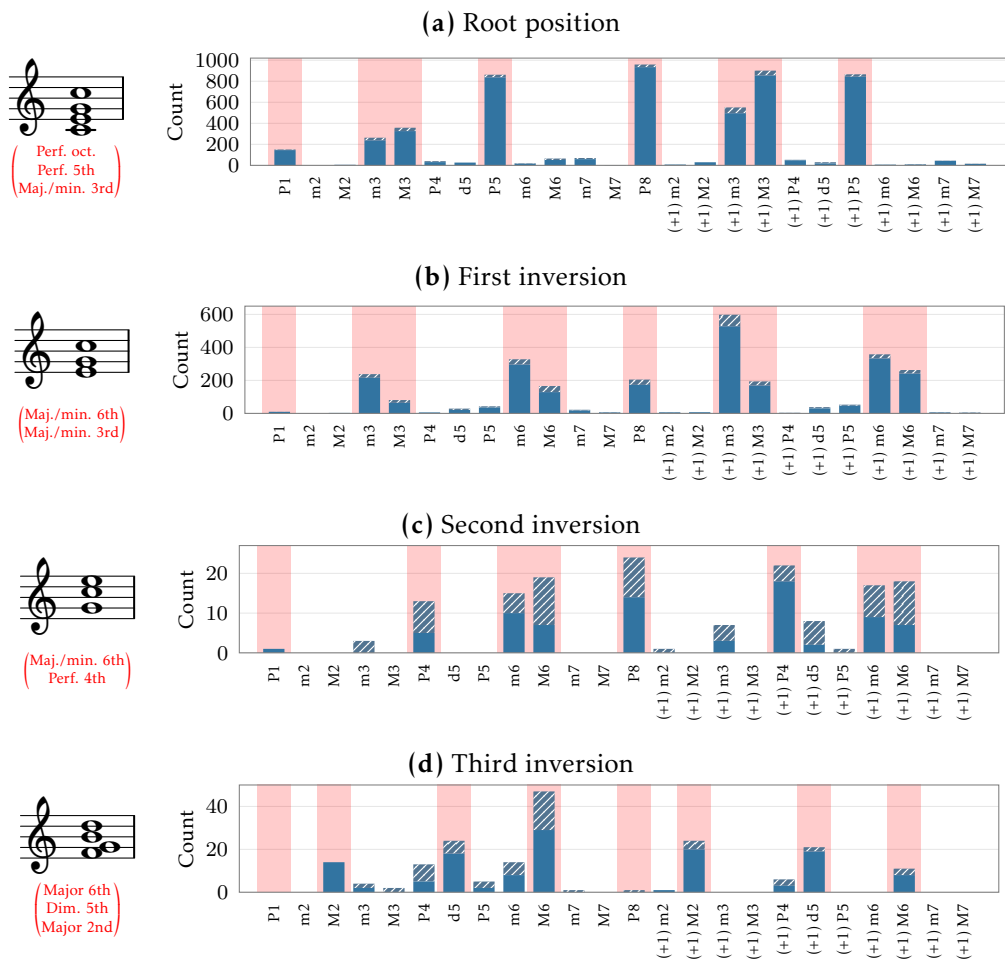 (a) Root position
Perf. oct.
Perf. 5th
Maj./min. 3rd
Count
1000
800
600
400
200
0
P1 m2 M2 m3 M3 P4 d5 P5 m6 M6 m7 M7 P8 (+1) m2 (+1) M2 (+1) m3 (+1) M3 (+1) P4 (+1) d5 (+1) P5 (+1) m6 (+1) M6 (+1) m7 (+1) M7
(b) First inversion
(Maj./min. 6th
Maj./min. 3rd)
Count
600
400
200
0
P1 m2 M2 m3 M3 P4 d5 P5 m6 M6 m7 M7 P8 (+1) m2 (+1) M2 (+1) m3 (+1) M3 (+1) P4 (+1) d5 (+1) P5 (+1) m6 (+1) M6 (+1) m7 (+1) M7
(c) Second inversion
(Maj./min. 6th
Perf. 4th)
Count
20
10
0
P1 m2 M2 m3 M3 P4 d5 P5 m6 M6 m7 M7 P8 (+1) m2 (+1) M2 (+1) m3 (+1) M3 (+1) P4 (+1) d5 (+1) P5 (+1) m6 (+1) M6 (+1) m7 (+1) M7
(d) Third inversion
Major 6th
Dim. 5th
Major 2nd
Count
40
20
0
P1 m2 M2 m3 M3 P4 d5 P5 m6 M6 m7 M7 P8 (+1) m2 (+1) M2 (+1) m3 (+1) M3 (+1) P4 (+1) d5 (+1) P5 (+1) m6 (+1) M6 (+1) m7 (+1) M7